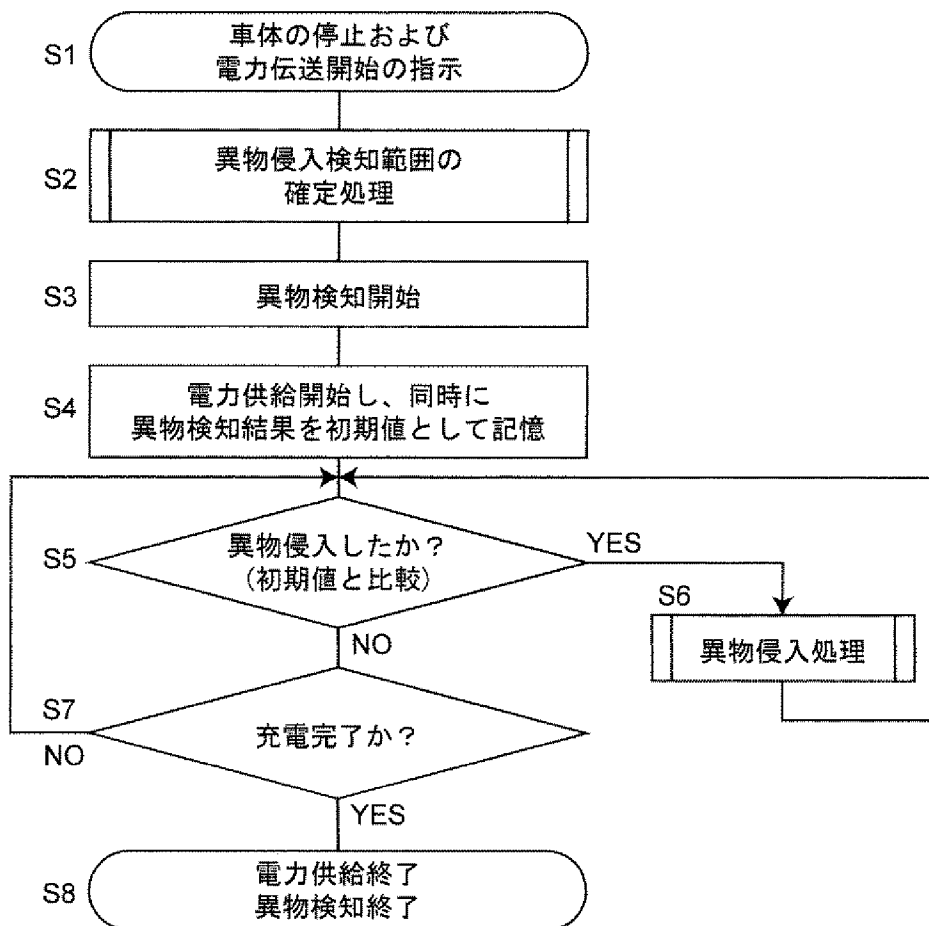 S1
車体の停止および
電力伝送開始の指示
S2
異物侵入検知範囲の
確定処理
S3
異物検知開始
S4
電力供給開始し、同時に
異物検知結果を初期値として記憶
S5
異物侵入したか？
(初期値と比較)
YES
NO
S6
異物侵入処理
S7
NO
充電完了か？
YES
S8
電力供給終了
異物検知終了